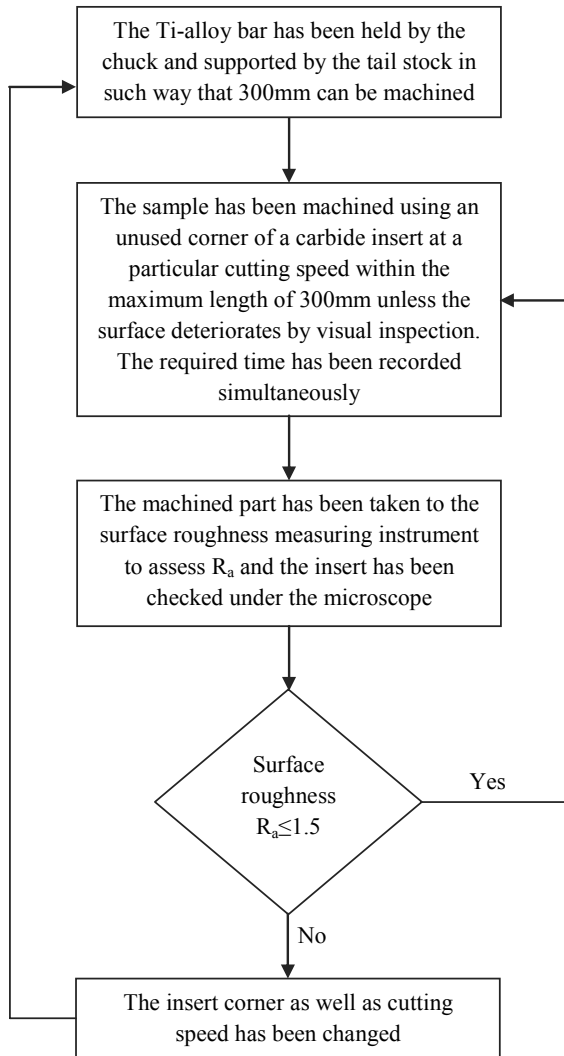 The Ti-alloy bar has been held by the
chuck and supported by the tail stock in
such way that 300mm can be machined
The sample has been machined using an
unused corner of a carbide insert at a
particular cutting speed within the
maximum length of 300mm unless the
surface deteriorates by visual inspection.
The required time has been recorded
simultaneously
The machined part has been taken to the
surface roughness measuring instrument
to assess Rₐ and the insert has been
checked under the microscope
Surface
roughness
Rₐ≤1.5
Yes
No
The insert corner as well as cutting
speed has been changed